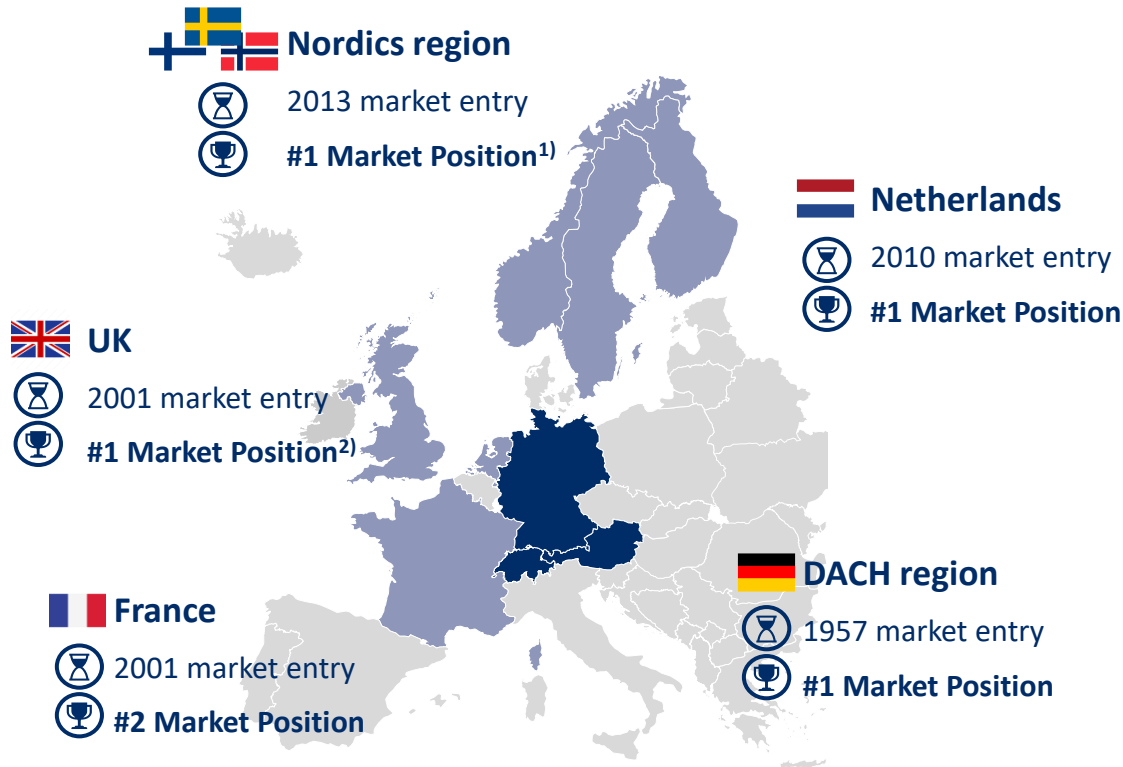 Nordics region
2013 market entry
#1 Market Position1)
Netherlands
2010 market entry
#1 Market Position
UK
2001 market entry
#1 Market Position2)
DACH region
1957 market entry
#1 Market Position
France
2001 market entry
#2 Market Position